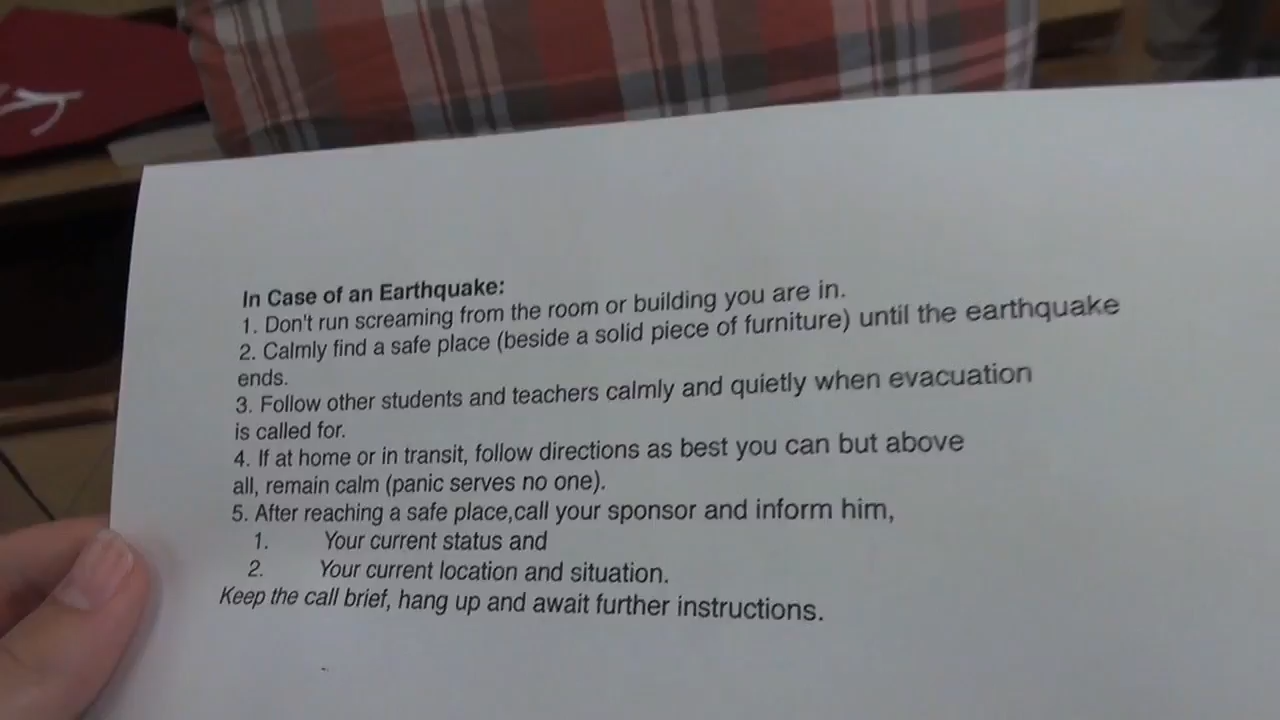 In Case of an Earthquake:
1. Don't run screaming from the room or building you are in.
2. Calmly find a safe place (beside a solid piece of furniture) until the earthquake
ends.
3. Follow other students and teachers calmly and quietly when evacuation
is called for.
4. If at home or in transit, follow directions as best you can but above
all, remain calm (panic serves no one).
5. After reaching a safe place,call your sponsor and inform him,
1. Your current status and
2. Your current location and situation.
Keep the call brief, hang up and await further instructions.